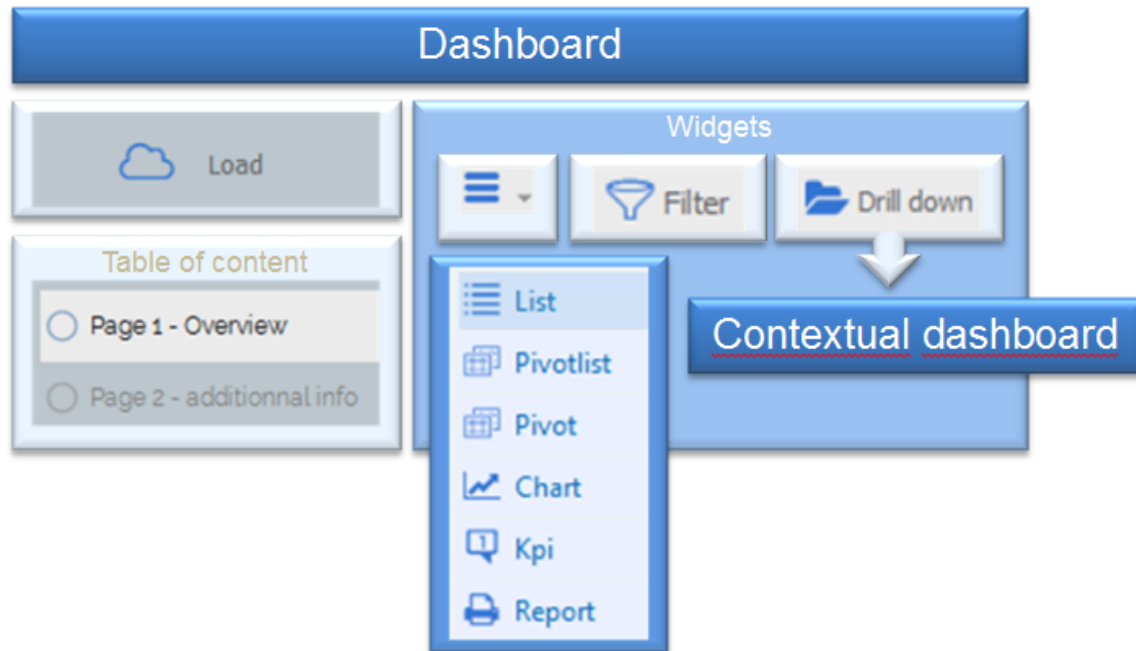 Dashboard
Load
Widgets
Filter
Drill down
Table of content
Page 1 - Overview
Page 2 - additionnal info
List
Pivotlist
Pivot
Chart
Kpi
Report
Contextual dashboard